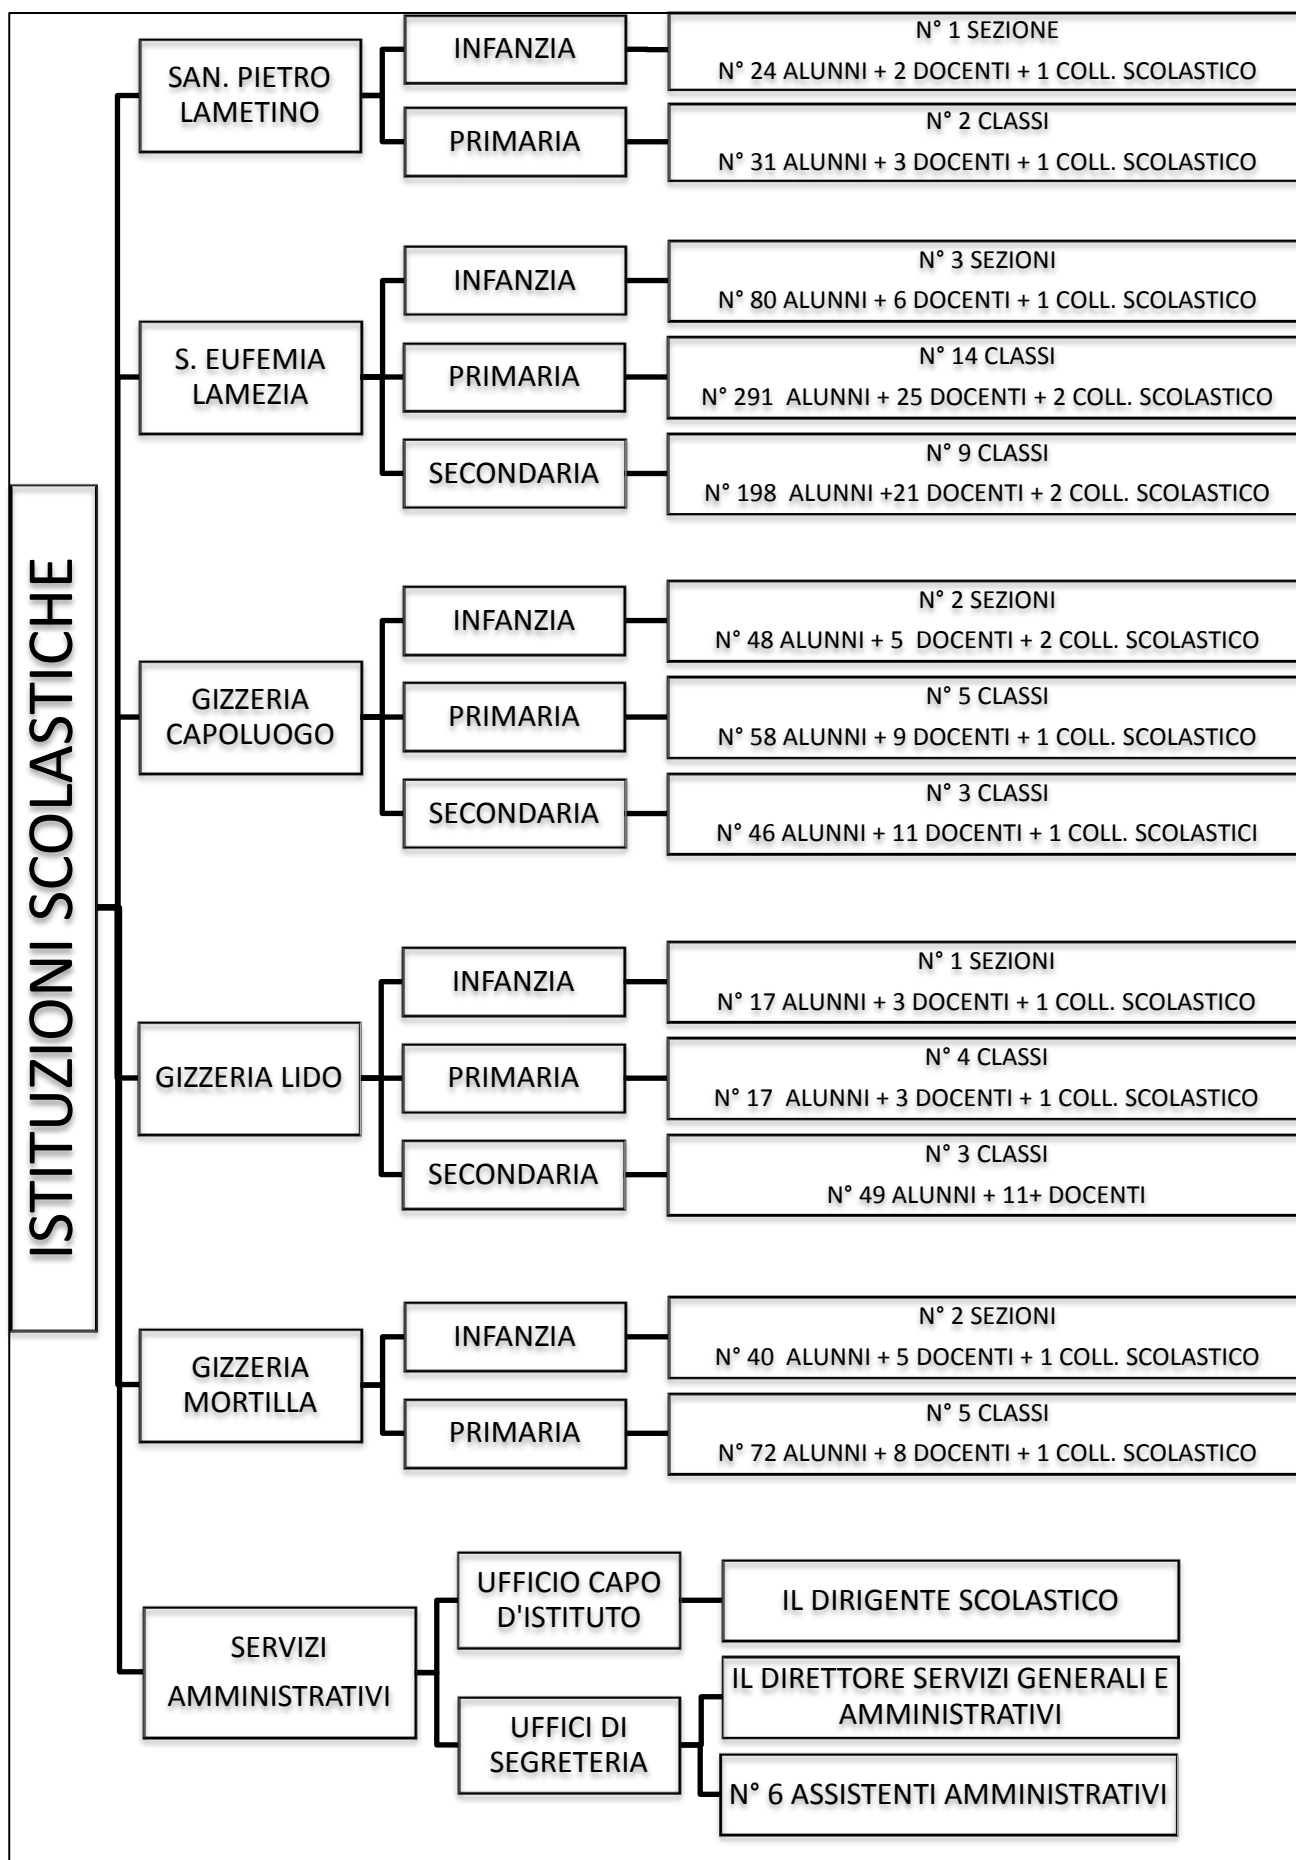 ISTITUZIONI SCOLASTICHE
SAN. PIETRO
LAMETINO
INFANZIA
N° 1 SEZIONE
N° 24 ALUNNI + 2 DOCENTI + 1 COLL. SCOLASTICO
PRIMARIA
N° 2 CLASSI
N° 31 ALUNNI + 3 DOCENTI + 1 COLL. SCOLASTICO
S. EUFEMIA
LAMEZIA
INFANZIA
N° 3 SEZIONI
N° 80 ALUNNI + 6 DOCENTI + 1 COLL. SCOLASTICO
PRIMARIA
N° 14 CLASSI
N° 291  ALUNNI + 25 DOCENTI + 2 COLL. SCOLASTICO
SECONDARIA
N° 9 CLASSI
N° 198  ALUNNI +21 DOCENTI + 2 COLL. SCOLASTICO
GIZZERIA
CAPOLUOGO
INFANZIA
N° 2 SEZIONI
N° 48 ALUNNI + 5  DOCENTI + 2 COLL. SCOLASTICO
PRIMARIA
N° 5 CLASSI
N° 58 ALUNNI + 9 DOCENTI + 1 COLL. SCOLASTICO
SECONDARIA
N° 3 CLASSI
N° 46 ALUNNI + 11 DOCENTI + 1 COLL. SCOLASTICI
GIZZERIA LIDO
INFANZIA
N° 1 SEZIONI
N° 17 ALUNNI + 3 DOCENTI + 1 COLL. SCOLASTICO
PRIMARIA
N° 4 CLASSI
N° 17  ALUNNI + 3 DOCENTI + 1 COLL. SCOLASTICO
SECONDARIA
N° 3 CLASSI
N° 49 ALUNNI + 11+ DOCENTI
GIZZERIA
MORTILLA
INFANZIA
N° 2 SEZIONI
N° 40  ALUNNI + 5 DOCENTI + 1 COLL. SCOLASTICO
PRIMARIA
N° 5 CLASSI
N° 72 ALUNNI + 8 DOCENTI + 1 COLL. SCOLASTICO
SERVIZI
AMMINISTRATIVI
UFFICIO CAPO
D'ISTITUTO
IL DIRIGENTE SCOLASTICO
UFFICI DI
SEGRETERIA
IL DIRETTORE SERVIZI GENERALI E
AMMINISTRATIVI
N° 6 ASSISTENTI AMMINISTRATIVI